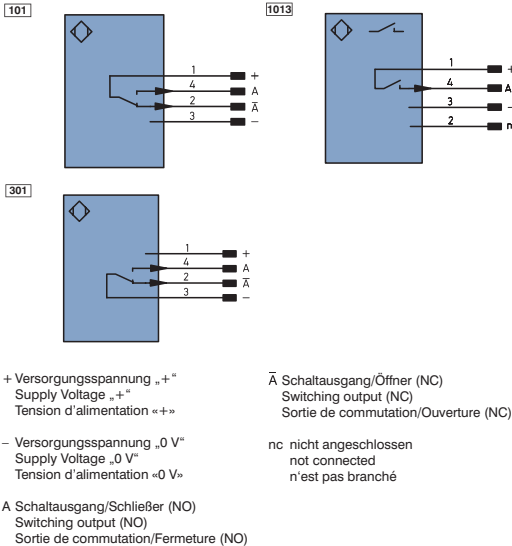 101
1 +
4 A
2 A̅
3 −
1013
1 +
4 A
3 −
2 n
301
1 +
4 A
2 A̅
3 −
+ Versorgungsspannung „+“
Supply Voltage „+“
Tension d'alimentation «+»
− Versorgungsspannung „0 V“
Supply Voltage „0 V“
Tension d'alimentation «0 V»
A Schaltausgang/Schließer (NO)
Switching output (NO)
Sortie de commutation/Fermeture (NO)
A̅ Schaltausgang/Öffner (NC)
Switching output (NC)
Sortie de commutation/Ouverture (NC)
nc nicht angeschlossen
not connected
n'est pas branché